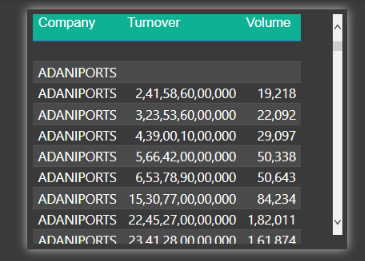 Company Turnover Volume
ADANIPORTS
ADANIPORTS 2,41,58,60,00,000 19,218
ADANIPORTS 3,23,53,60,00,000 22,092
ADANIPORTS 4,39,00,10,00,000 29,097
ADANIPORTS 5,66,42,00,00,000 50,338
ADANIPORTS 6,53,78,90,00,000 50,643
ADANIPORTS 15,30,77,00,00,000 84,234
ADANIPORTS 22,45,27,00,00,000 1,82,011
ADANIPORTS 23,41,28,00,00,000 1,61,874